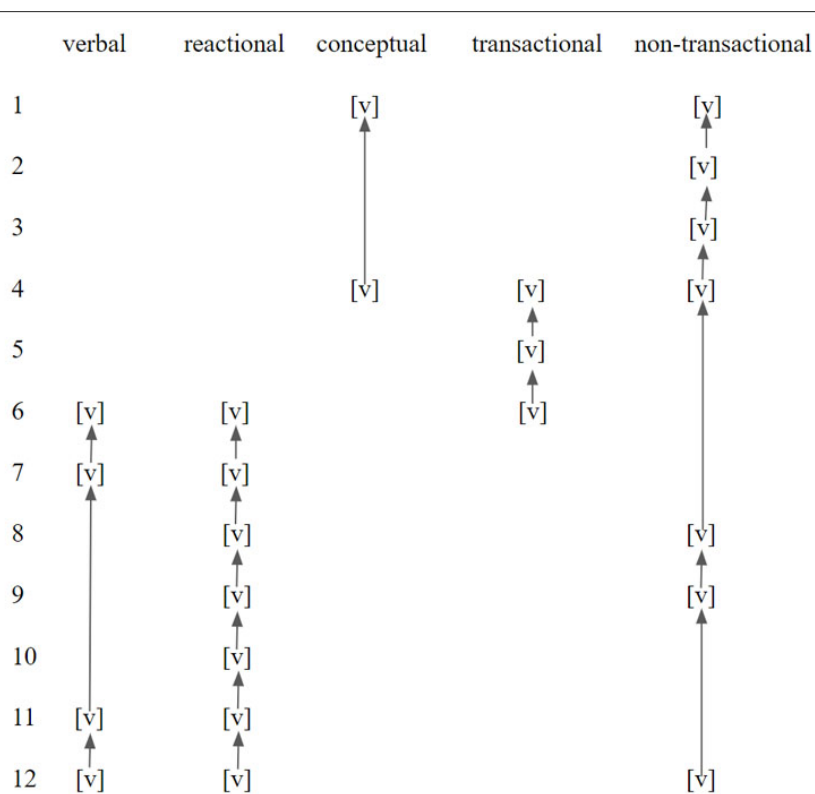 verbal reactional conceptual transactional non-transactional
1 [v] [v]
2 [v]
3 [v]
4 [v] [v] [v]
5 [v]
6 [v] [v] [v]
7 [v] [v]
8 [v] [v]
9 [v] [v]
10 [v]
11 [v] [v]
12 [v] [v] [v]